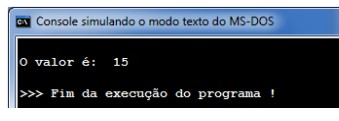 Console simulando o modo texto do MS-DOS
O valor é: 15
>>> Fim da execução do programa !